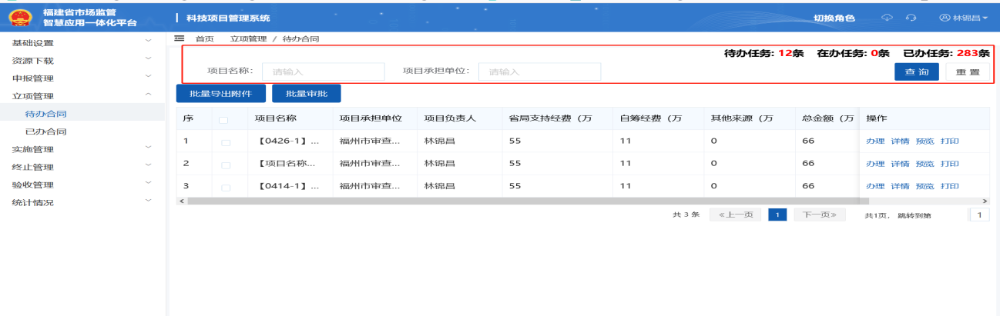 福建省市场监管
智慧应用一体化平台
科技项目管理系统
切换角色
林锦昌
基础设置
资源下载
申报管理
立项管理
待办合同
已办合同
实施管理
终止管理
验收管理
统计情况
首页 立项管理 / 待办合同
待办任务: 12条 在办任务: 0条 已办任务: 283条
项目名称: 请输入 项目承担单位: 请输入 查询 重置
批量导出附件 批量审批
序 项目名称 项目承担单位 项目负责人 省局支持经费（万 自筹经费（万 其他来源（万 总金额（万 操作
1 【0426-1】... 福州市审查... 林锦昌 55 11 0 66 办理 详情 预览 打印
2 【项目名称... 福州市审查... 林锦昌 55 11 0 66 办理 详情 预览 打印
3 【0414-1】... 福州市审查... 林锦昌 55 11 0 66 办理 详情 预览 打印
共 3 条 «上一页 1 下一页» 共1页， 跳转到第 1